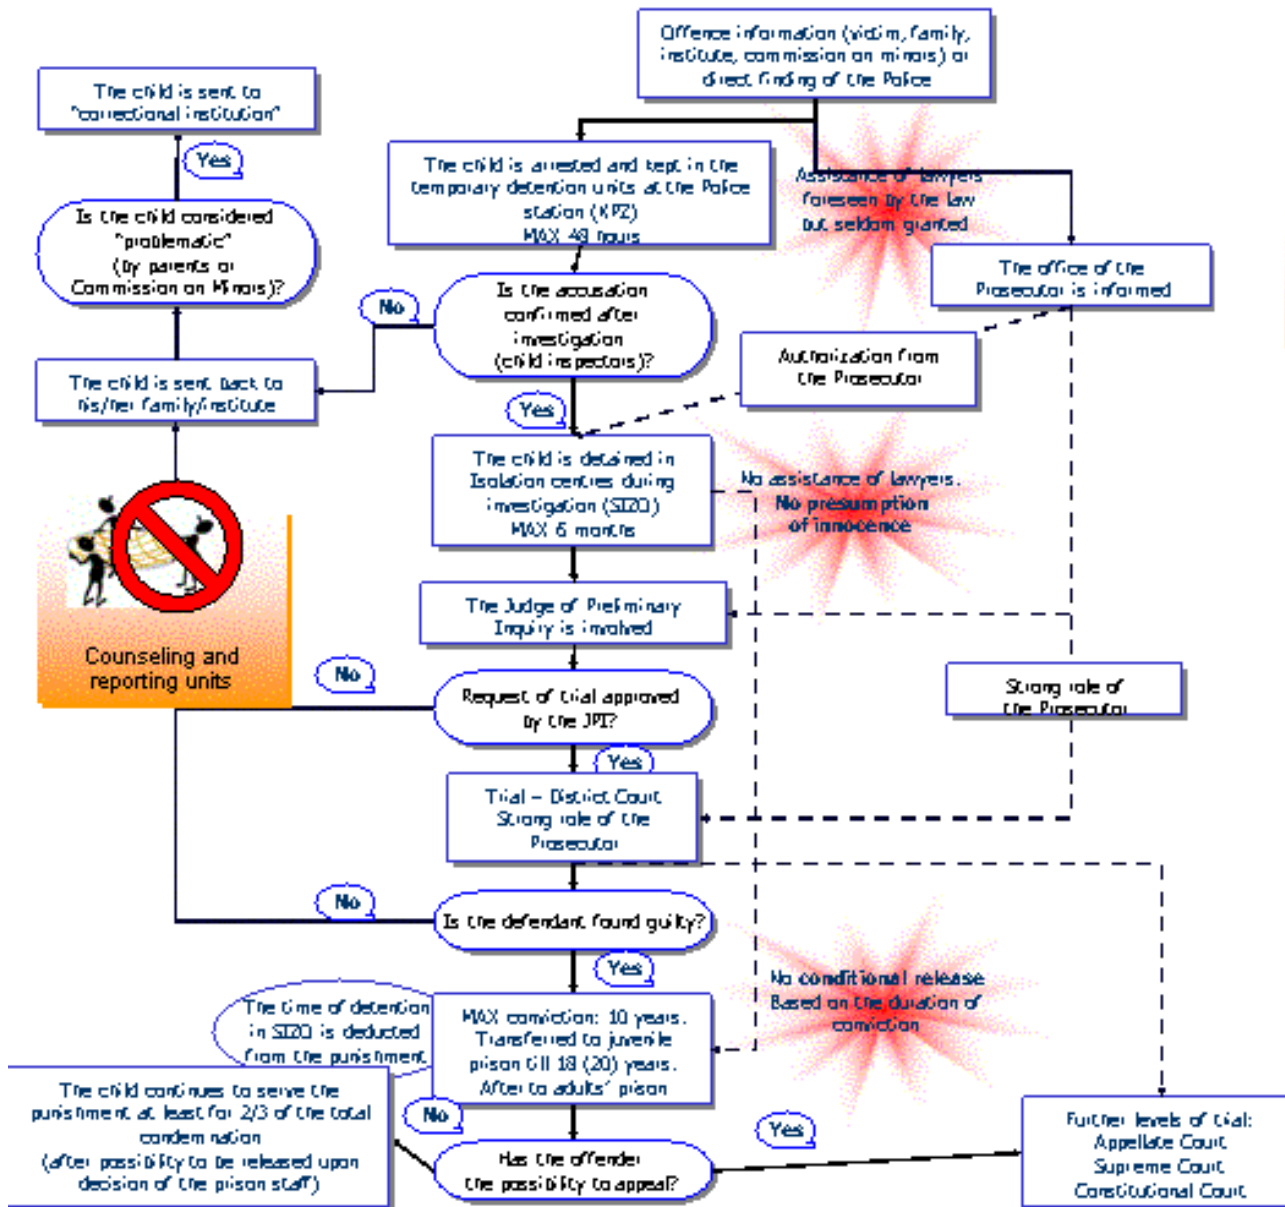 Offence information (victim, family,
institute, commission on minors) or
direct finding of the Police
The child is sent to
"correctional institution"
Yes
The child is arrested and kept in the
temporary detention units at the Police
station (KPZ)
MAX 48 hours
Assistance of lawyers
foreseen by the law
but seldom granted
Is the child considered
"problematic"
(by parents or
Commission on Minors)?
The office of the
Prosecutor is informed
Is the accusation
confirmed after
investigation
(child inspectors)?
No
Authorization from
the Prosecutor
The child is sent back to
his/her family/institute
Yes
The child is detained in
Isolation centres during
investigation (SIZO)
MAX 6 months
No assistance of lawyers.
No presumption
of innocence
The Judge of Preliminary
Inquiry is involved
Counseling and
reporting units
No
Request of trial approved
by the JPI?
Strong role of
the Prosecutor
Yes
Trial – District Court
Strong role of the
Prosecutor
No
Is the defendant found guilty?
Yes
No conditional release
Based on the duration of
conviction
The time of detention
in SIZO is deducted
from the punishment
MAX conviction: 10 years.
Transferred to juvenile
prison till 18 (20) years.
After to adults' prison
The child continues to serve the
punishment at least for 2/3 of the total
condemnation
(after possibility to be released upon
decision of the prison staff)
No
Has the offender
the possibility to appeal?
Yes
Further levels of trial:
Appellate Court
Supreme Court
Constitutional Court